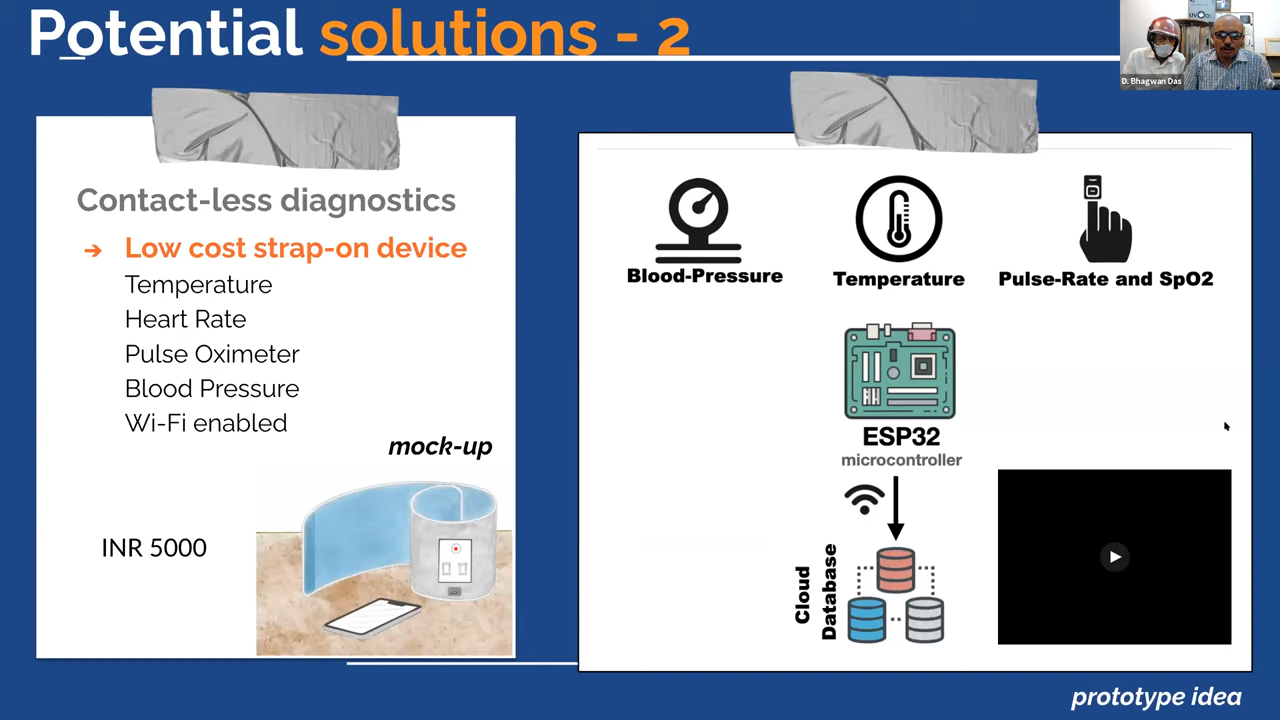 Potential solutions - 2
D. Bhagwan Das
Contact-less diagnostics
➔ Low cost strap-on device
Temperature
Heart Rate
Pulse Oximeter
Blood Pressure
Wi-Fi enabled
mock-up
INR 5000
Blood-Pressure
Temperature
Pulse-Rate and SpO2
ESP32
microcontroller
Cloud
Database
prototype idea